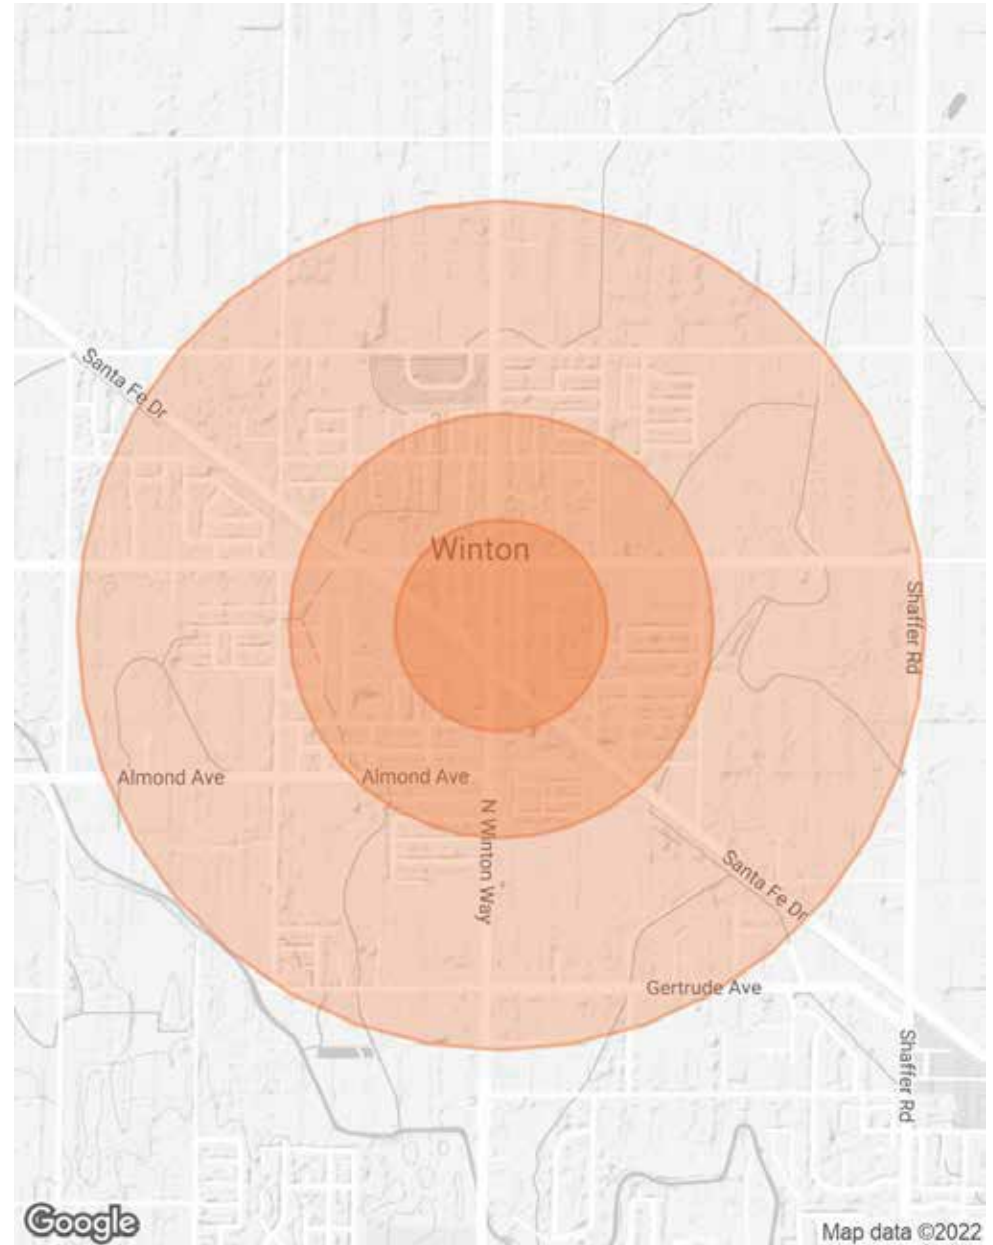 Santa Fe Dr
Winton
Shaffer Rd
Almond Ave
Almond Ave
N Winton Way
Santa Fe Dr
Gertrude Ave
Shaffer Rd
Google
Map data ©2022